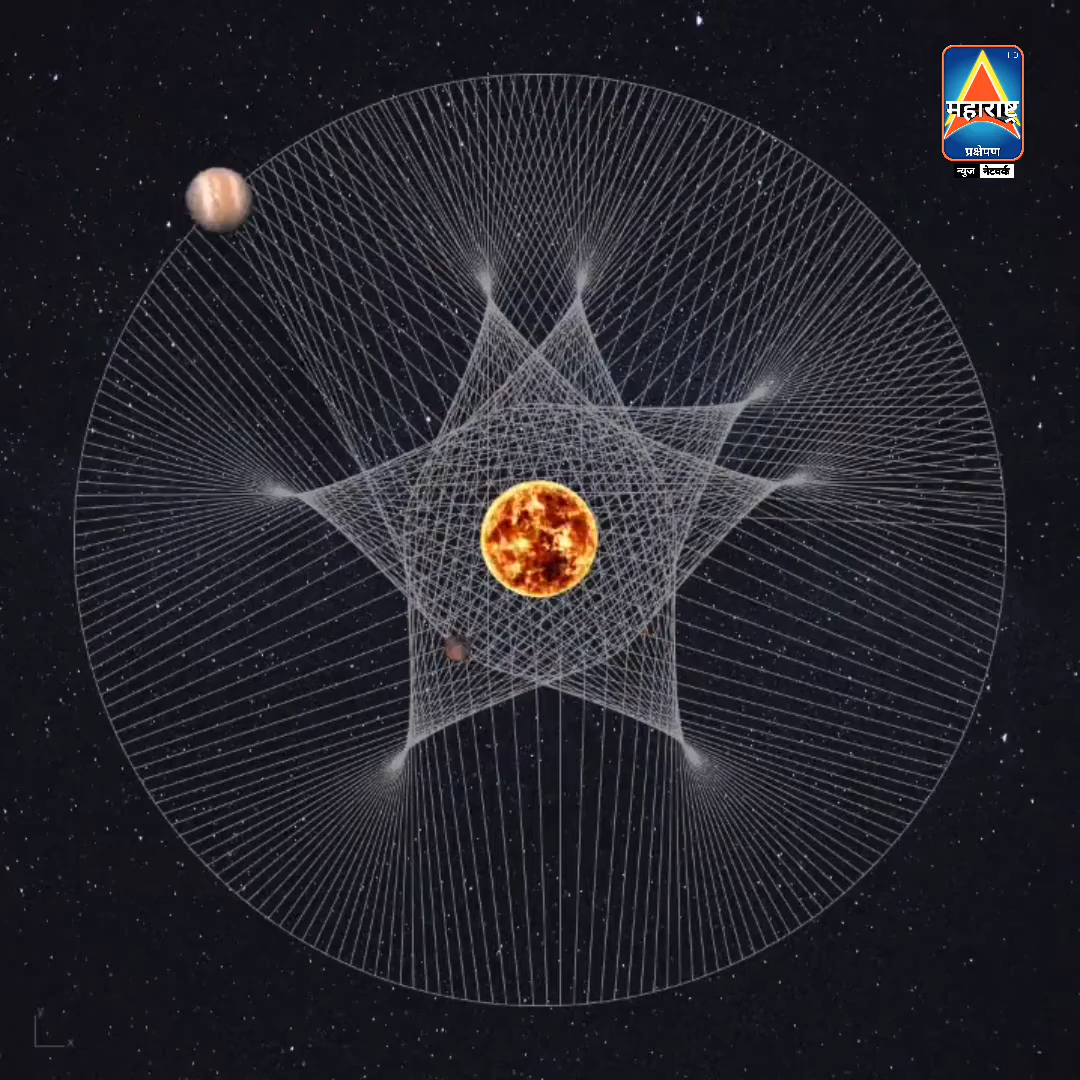 महाराष्ट्र
प्रक्षेपण
न्युज नेटवर्क
y
x